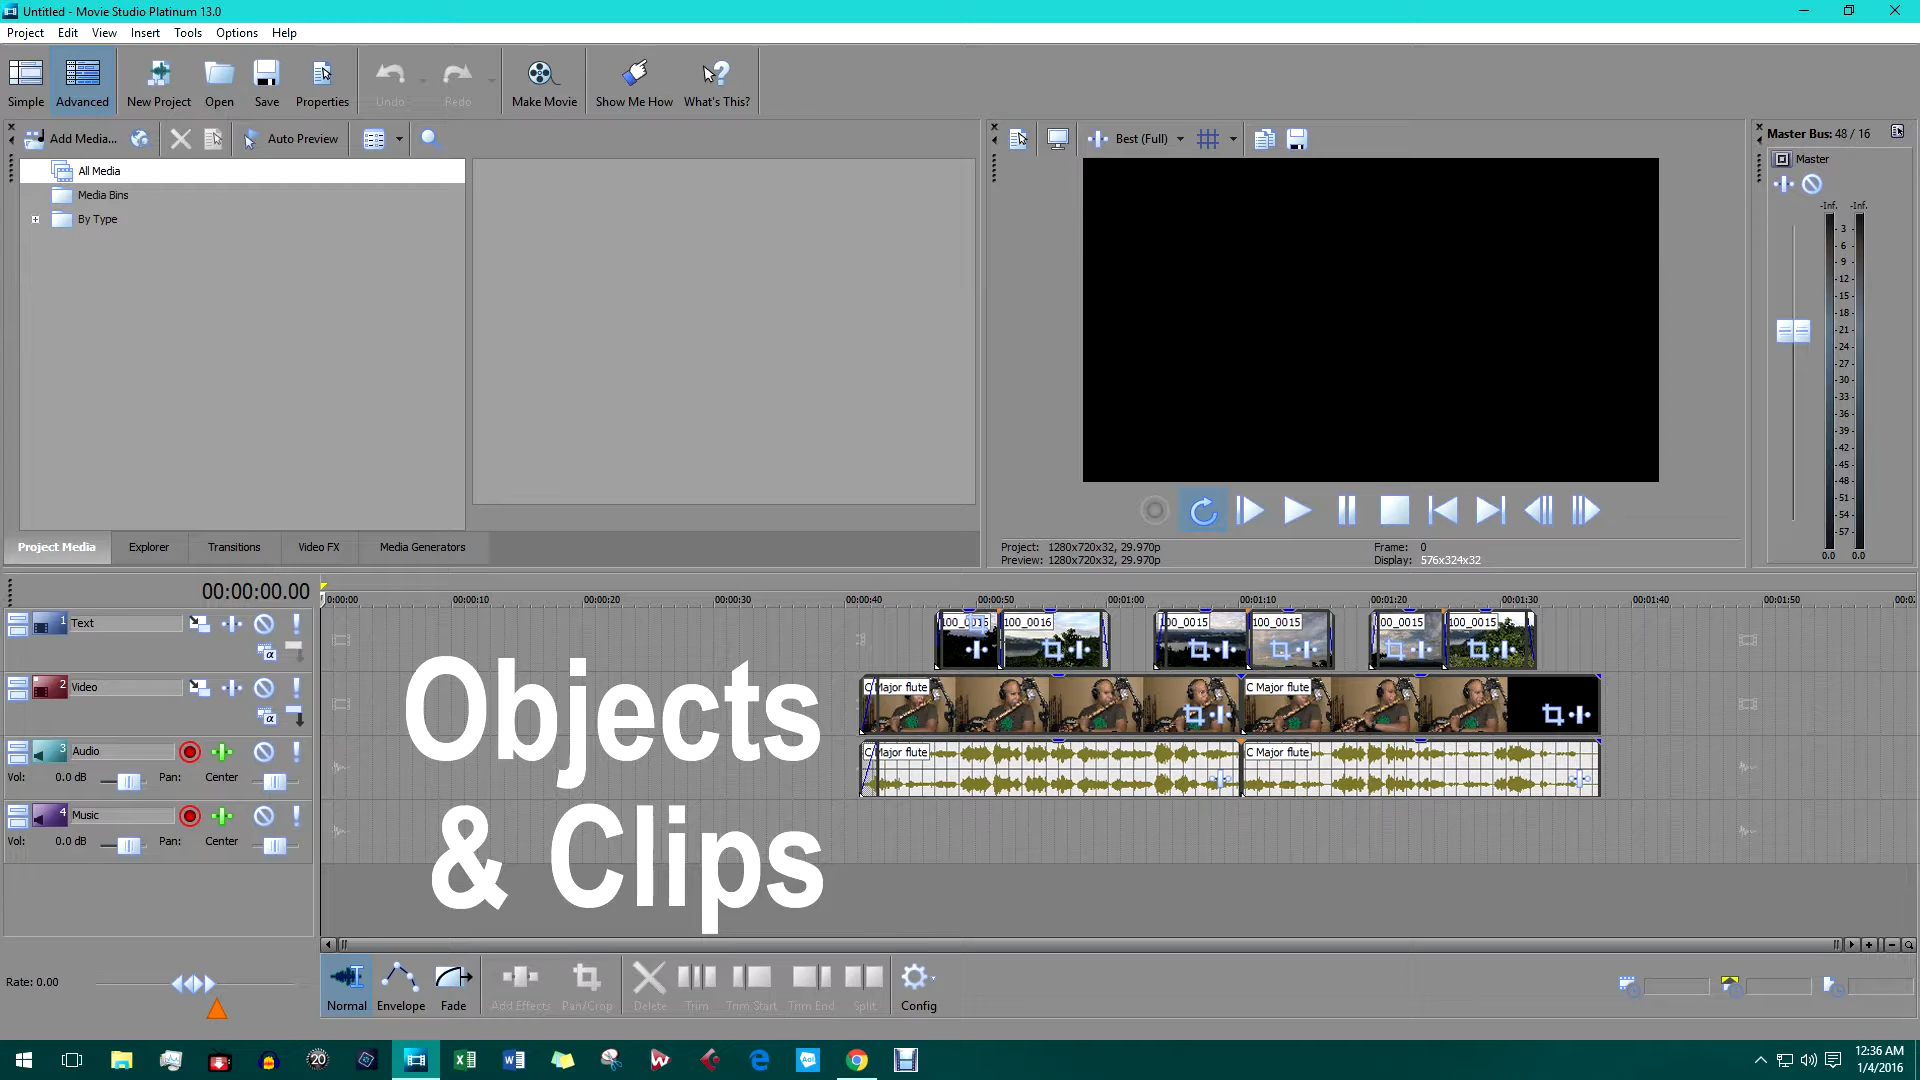 Untitled - Movie Studio Platinum 13.0
Project Edit View Insert Tools Options Help
Simple Advanced New Project Open Save Properties Undo Redo Make Movie Show Me How What's This?
Add Media... Auto Preview
All Media
Media Bins
By Type
Project Media Explorer Transitions Video FX Media Generators
Best (Full)
Project: 1280x720x32, 29.970p
Preview: 1280x720x32, 29.970p
Frame: 0
Display: 576x324x32
Master Bus: 48 / 16
Master
-Inf. -Inf.
3
6
9
12
15
18
21
24
27
30
33
36
39
42
45
48
51
54
57
0.0 0.0
00:00:00.00
0:00:00 00:00:10 00:00:20 00:00:30 00:00:40 00:00:50 00:01:00 00:01:10 00:01:20 00:01:30 00:01:40 00:01:50 00:02
1 Text
100_0015 100_0016 100_0015 100_0015 00_0015 100_0015
2 Video
C Major flute C Major flute
3 Audio
Vol: 0.0 dB Pan: Center
C Major flute C Major flute
4 Music
Vol: 0.0 dB Pan: Center
Objects
& Clips
Rate: 0.00
Normal Envelope Fade Add Effects Pan/Crop Delete Trim Trim Start Trim End Split Config
20
Aol
12:36 AM
1/4/2016